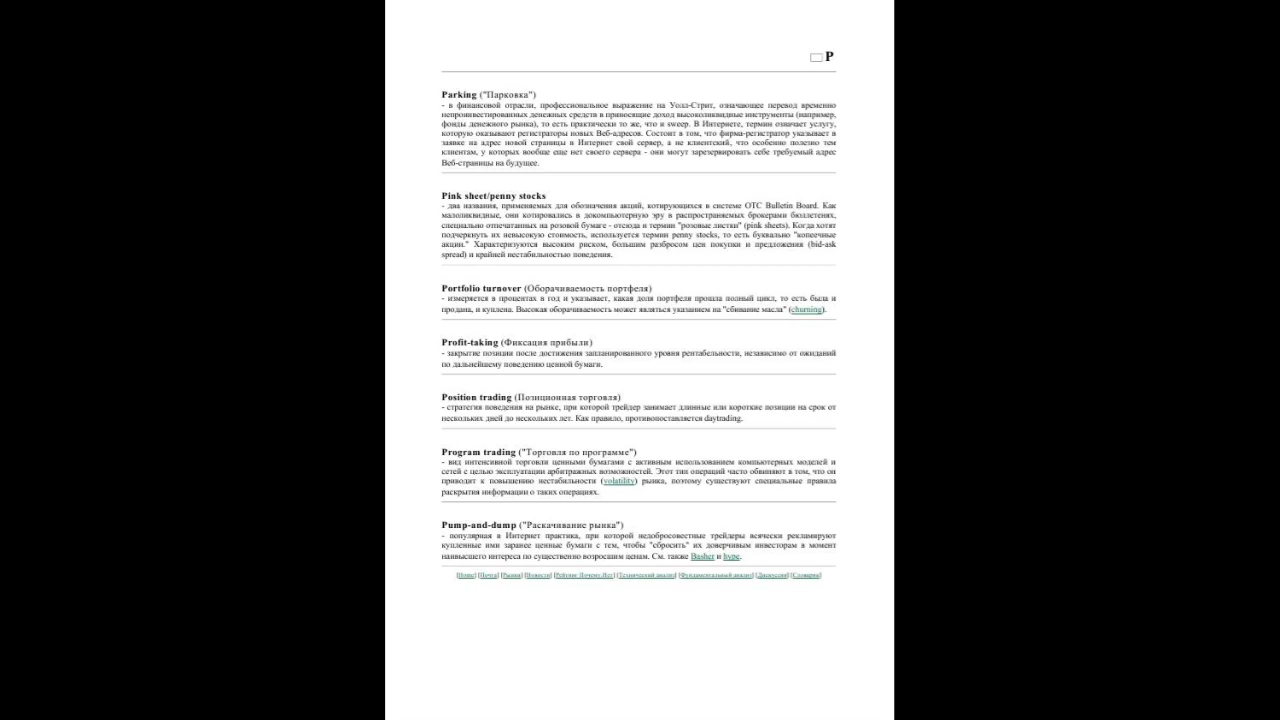 P
Parking ("Парковка")
- в финансовой отрасли, профессиональное выражение на Уолл-Стрит, означающее перевод временно
непроинвестированных денежных средств в приносящие доход высоколиквидные инструменты (например,
фонды денежного рынка), то есть практически то же, что и sweep. В Интернете, термин означает услугу,
которую оказывают регистраторы новых Веб-адресов. Состоит в том, что фирма-регистратор указывает в
заявке на адрес новой страницы в Интернет свой сервер, а не клиентский, что особенно полезно тем
клиентам, у которых вообще еще нет своего сервера - они могут зарезервировать себе требуемый адрес
Веб-страницы на будущее.
Pink sheet/penny stocks
- два названия, применяемых для обозначения акций, котирующихся в системе OTC Bulletin Board. Как
малоликвидные, они котировались в докомпьютерную эру в распространяемых брокерами бюллетенях,
специально отпечатанных на розовой бумаге - отсюда и термин "розовые листки" (pink sheets). Когда хотят
подчеркнуть их невысокую стоимость, используется термин penny stocks, то есть буквально "копеечные
акции." Характеризуются высоким риском, большим разбросом цен покупки и предложения (bid-ask
spread) и крайней нестабильностью поведения.
Portfolio turnover (Оборачиваемость портфеля)
- измеряется в процентах в год и указывает, какая доля портфеля прошла полный цикл, то есть была и
продана, и куплена. Высокая оборачиваемость может являться указанием на "сбивание масла" (churning).
Profit-taking (Фиксация прибыли)
- закрытие позиции после достижения запланированного уровня рентабельности, независимо от ожиданий
по дальнейшему поведению ценной бумаги.
Position trading (Позиционная торговля)
- стратегия поведения на рынке, при которой трейдер занимает длинные или короткие позиции на срок от
нескольких дней до нескольких лет. Как правило, противопоставляется daytrading.
Program trading ("Торговля по программе")
- вид интенсивной торговли ценными бумагами с активным использованием компьютерных моделей и
сетей с целью эксплуатации арбитражных возможностей. Этот тип операций часто обвиняют в том, что он
приводит к повышению нестабильности (volatility) рынка, поэтому существуют специальные правила
раскрытия информации о таких операциях.
Pump-and-dump ("Раскачивание рынка")
- популярная в Интернет практика, при которой недобросовестные трейдеры всячески рекламируют
купленные ими заранее ценные бумаги с тем, чтобы "сбросить" их доверчивым инвесторам в момент
наивысшего интереса по существенно возросшим ценам. См. также Basher и hype.
[Home] [Почта] [Рынки] [Новости] [Рейтинг Почему.Нет] [Технический анализ] [Фундаментальный анализ] [Дискуссия] [Словари]